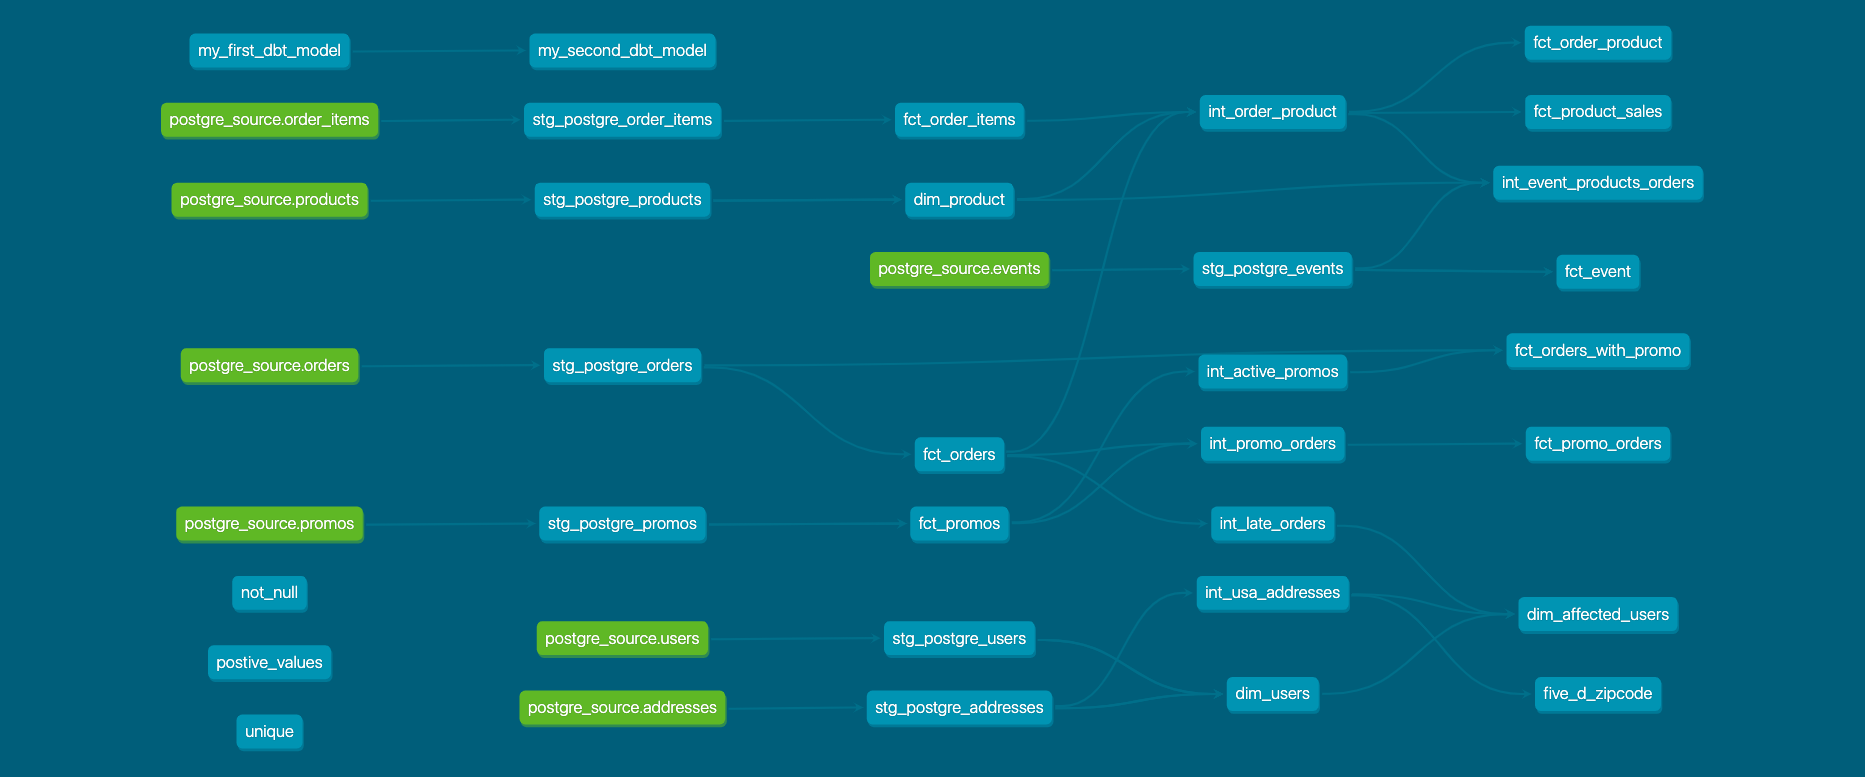 my_first_dbt_model
my_second_dbt_model
fct_order_product
postgre_source.order_items
stg_postgre_order_items
fct_order_items
int_order_product
fct_product_sales
postgre_source.products
stg_postgre_products
dim_product
int_event_products_orders
postgre_source.events
stg_postgre_events
fct_event
postgre_source.orders
stg_postgre_orders
int_active_promos
fct_orders_with_promo
fct_orders
int_promo_orders
fct_promo_orders
postgre_source.promos
stg_postgre_promos
fct_promos
int_late_orders
not_null
int_usa_addresses
dim_affected_users
postgre_source.users
stg_postgre_users
postive_values
postgre_source.addresses
stg_postgre_addresses
dim_users
five_d_zipcode
unique